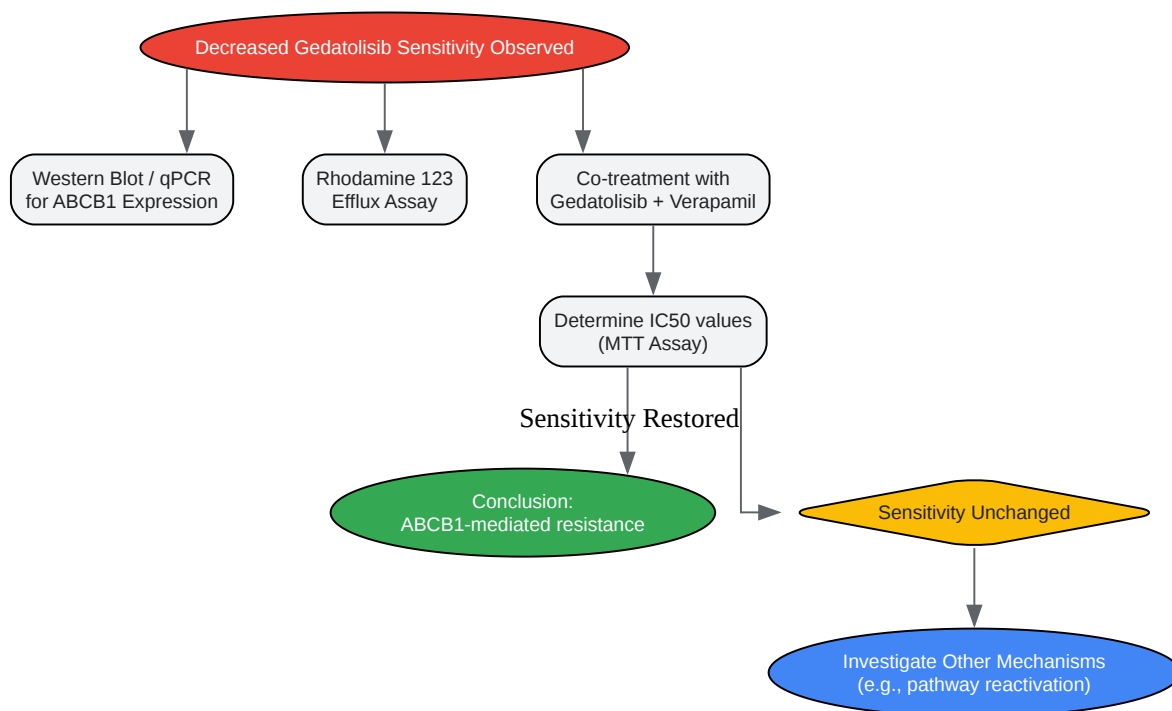 Decreased Gedatolisib Sensitivity Observed
Western Blot / qPCR
for ABCB1 Expression
Rhodamine 123
Efflux Assay
Co-treatment with
Gedatolisib + Verapamil
Determine IC50 values
(MTT Assay)
Sensitivity Restored
Conclusion:
ABCB1-mediated resistance
Sensitivity Unchanged
Investigate Other Mechanisms
(e.g., pathway reactivation)